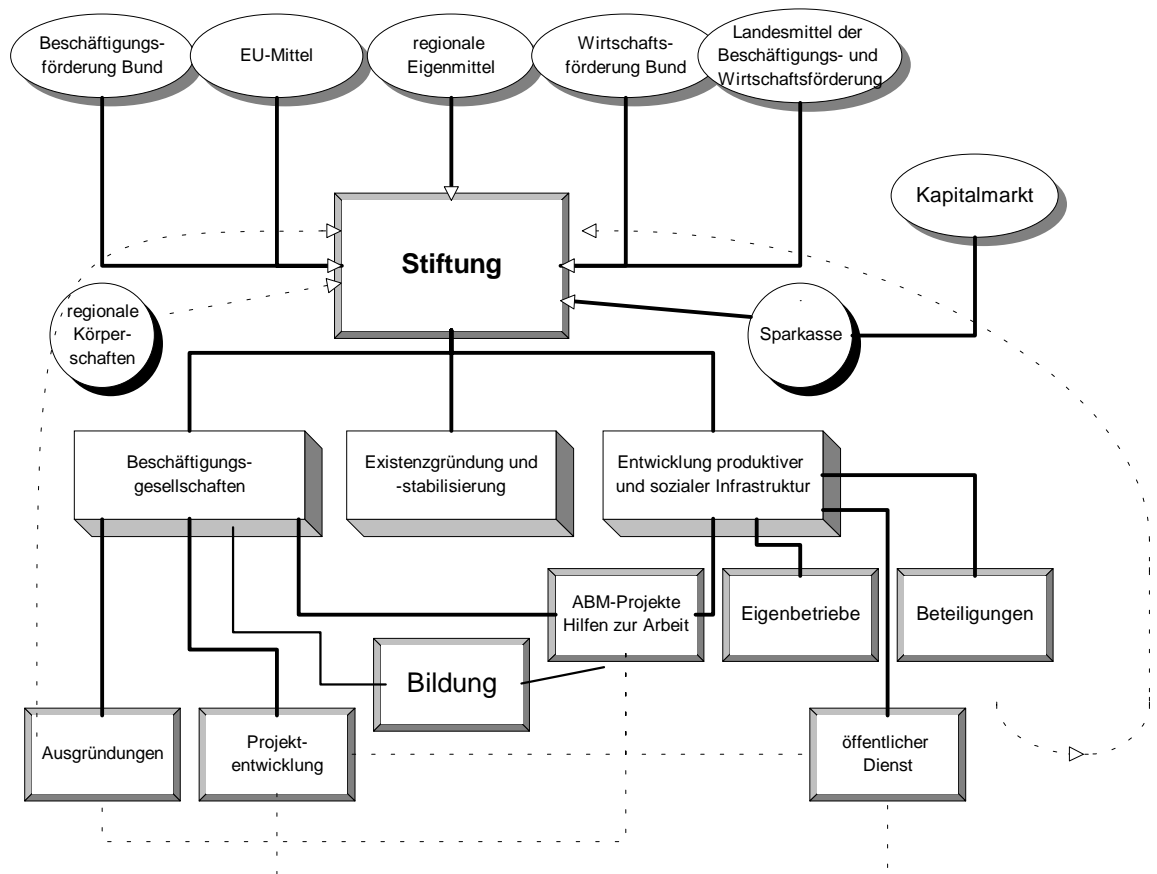 Beschäftigungs-
förderung Bund
EU-Mittel
regionale
Eigenmittel
Wirtschafts-
förderung Bund
Landesmittel der
Beschäftigungs- und
Wirtschaftsförderung
Kapitalmarkt
Stiftung
regionale
Körper-
schaften
Sparkasse
Beschäftigungs-
gesellschaften
Existenzgründung und
-stabilisierung
Entwicklung produktiver
und sozialer Infrastruktur
ABM-Projekte
Hilfen zur Arbeit
Eigenbetriebe
Beteiligungen
Bildung
Ausgründungen
Projekt-
entwicklung
öffentlicher
Dienst